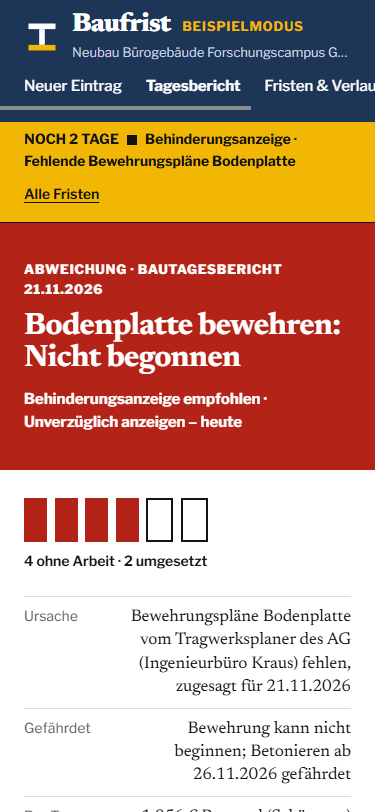 Baufrist BEISPIELMODUS
Neubau Bürogebäude Forschungscampus G...
Neuer Eintrag Tagesbericht Fristen & Verlau
NOCH 2 TAGE ■ Behinderungsanzeige ·
Fehlende Bewehrungspläne Bodenplatte
Alle Fristen
ABWEICHUNG · BAUTAGESBERICHT
21.11.2026
Bodenplatte bewehren:
Nicht begonnen
Behinderungsanzeige empfohlen ·
Unverzüglich anzeigen – heute
4 ohne Arbeit · 2 umgesetzt
Ursache Bewehrungspläne Bodenplatte
vom Tragwerksplaner des AG
(Ingenieurbüro Kraus) fehlen,
zugesagt für 21.11.2026
Gefährdet Bewehrung kann nicht
beginnen; Betonieren ab
26.11.2026 gefährdet